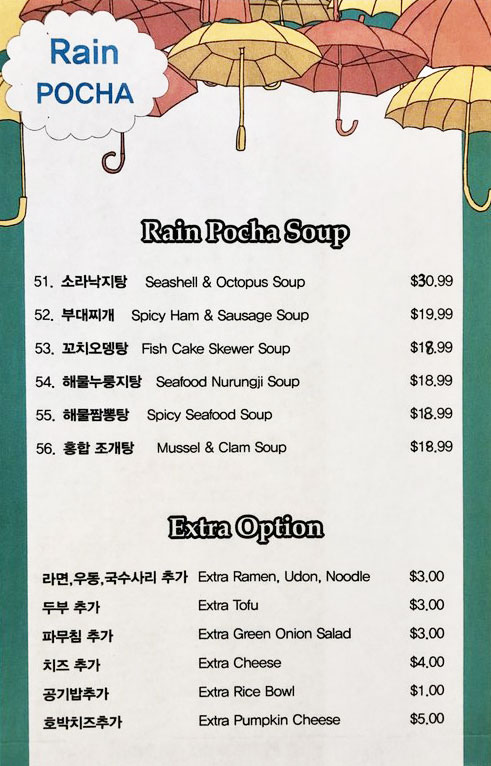 Rain
POCHA
Rain Pocha Soup
51. 소라낙지탕 Seashell & Octopus Soup $30.99
52. 부대찌개 Spicy Ham & Sausage Soup $19.99
53. 꼬치오뎅탕 Fish Cake Skewer Soup $18.99
54. 해물누룽지탕 Seafood Nurungji Soup $18.99
55. 해물짬뽕탕 Spicy Seafood Soup $18.99
56. 홍합 조개탕 Mussel & Clam Soup $18.99
Extra Option
라면,우동,국수사리 추가 Extra Ramen, Udon, Noodle $3.00
두부 추가 Extra Tofu $3.00
파무침 추가 Extra Green Onion Salad $3.00
치즈 추가 Extra Cheese $4.00
공기밥추가 Extra Rice Bowl $1.00
호박치즈추가 Extra Pumpkin Cheese $5.00